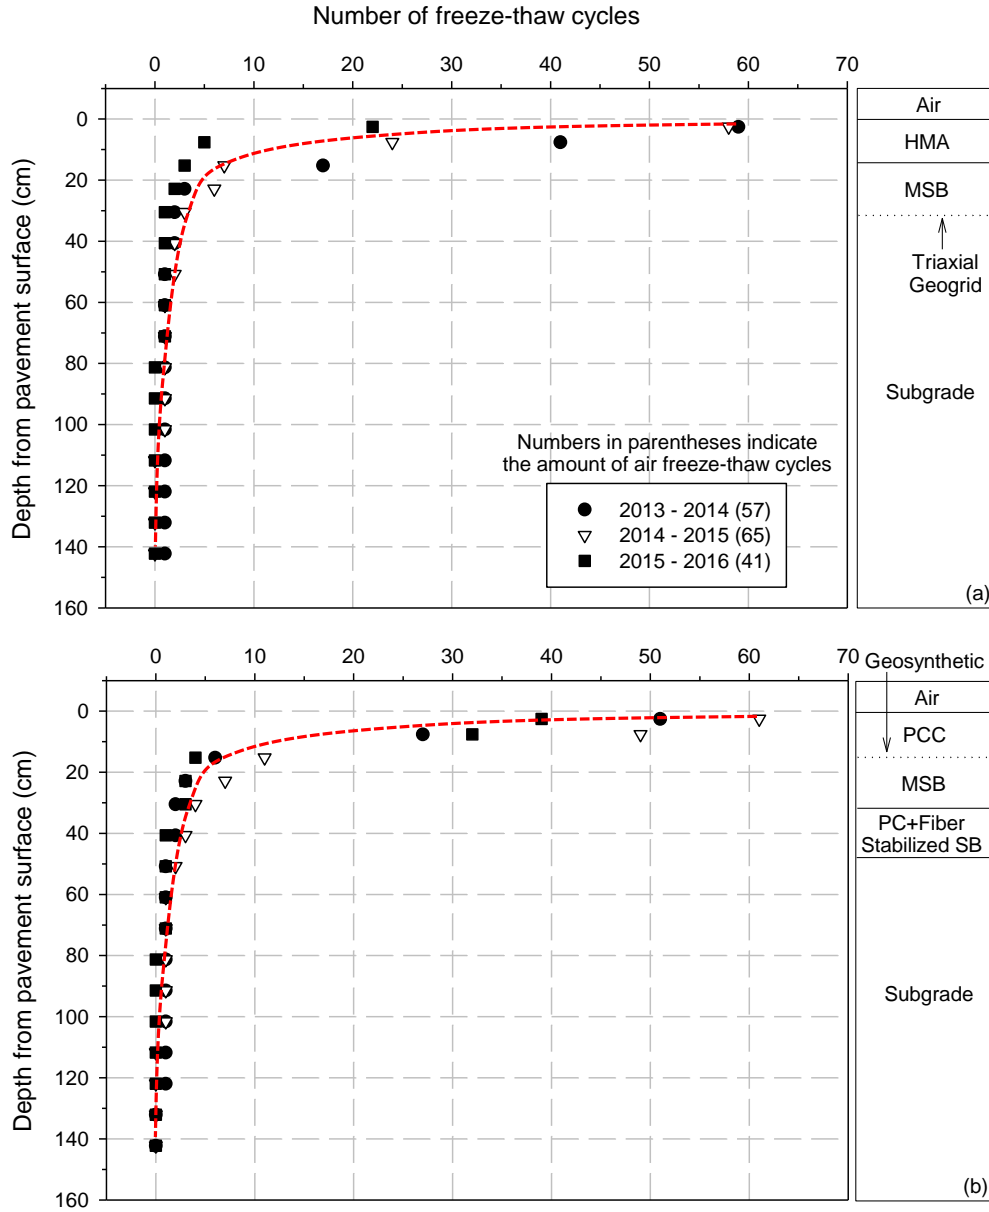 Number of freeze-thaw cycles
0 10 20 30 40 50 60 70
Depth from pavement surface (cm)
0
20
40
60
80
100
120
140
160
Air
HMA
MSB
Triaxial
Geogrid
Subgrade
Numbers in parentheses indicate
the amount of air freeze-thaw cycles
2013 - 2014 (57)
2014 - 2015 (65)
2015 - 2016 (41)
(a)
0 10 20 30 40 50 60 70
Depth from pavement surface (cm)
0
20
40
60
80
100
120
140
160
Geosynthetic
Air
PCC
MSB
PC+Fiber
Stabilized SB
Subgrade
(b)